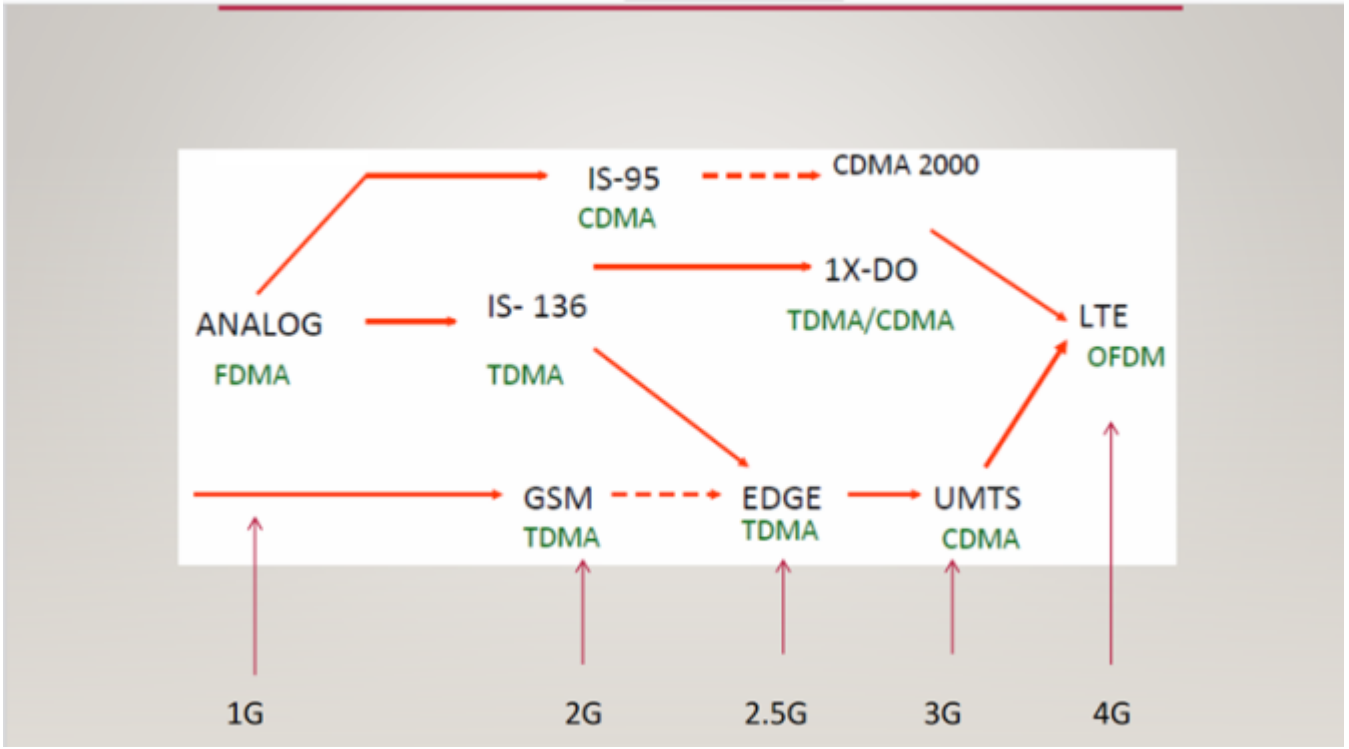 IS-95
CDMA
CDMA 2000
1X-DO
TDMA/CDMA
ANALOG
FDMA
IS- 136
TDMA
LTE
OFDM
GSM
TDMA
EDGE
TDMA
UMTS
CDMA
1G
2G
2.5G
3G
4G